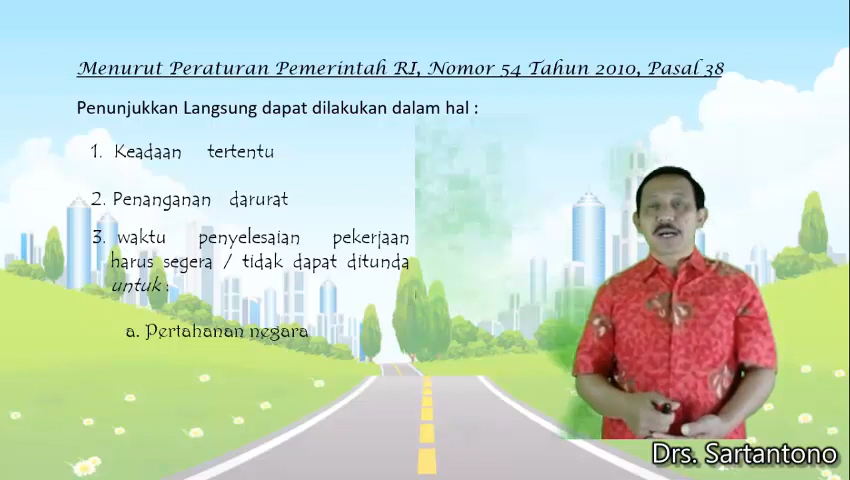 Menurut Peraturan Pemerintah RI, Nomor 54 Tahun 2010, Pasal 38
Penunjukkan Langsung dapat dilakukan dalam hal :
1. Keadaan tertentu
2. Penanganan darurat
3. waktu penyelesaian pekerjaan
harus segera / tidak dapat ditunda
untuk :
a. Pertahanan negara
Drs. Sartantono